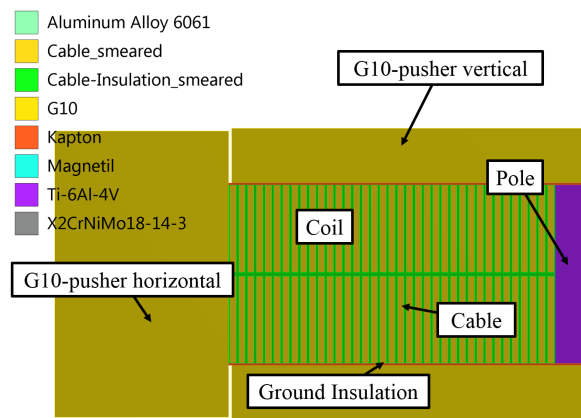 Aluminum Alloy 6061
Cable_smeared
Cable-Insulation_smeared
G10
Kapton
Magnetil
Ti-6Al-4V
X2CrNiMo18-14-3
G10-pusher vertical
Pole
Coil
G10-pusher horizontal
Cable
Ground Insulation